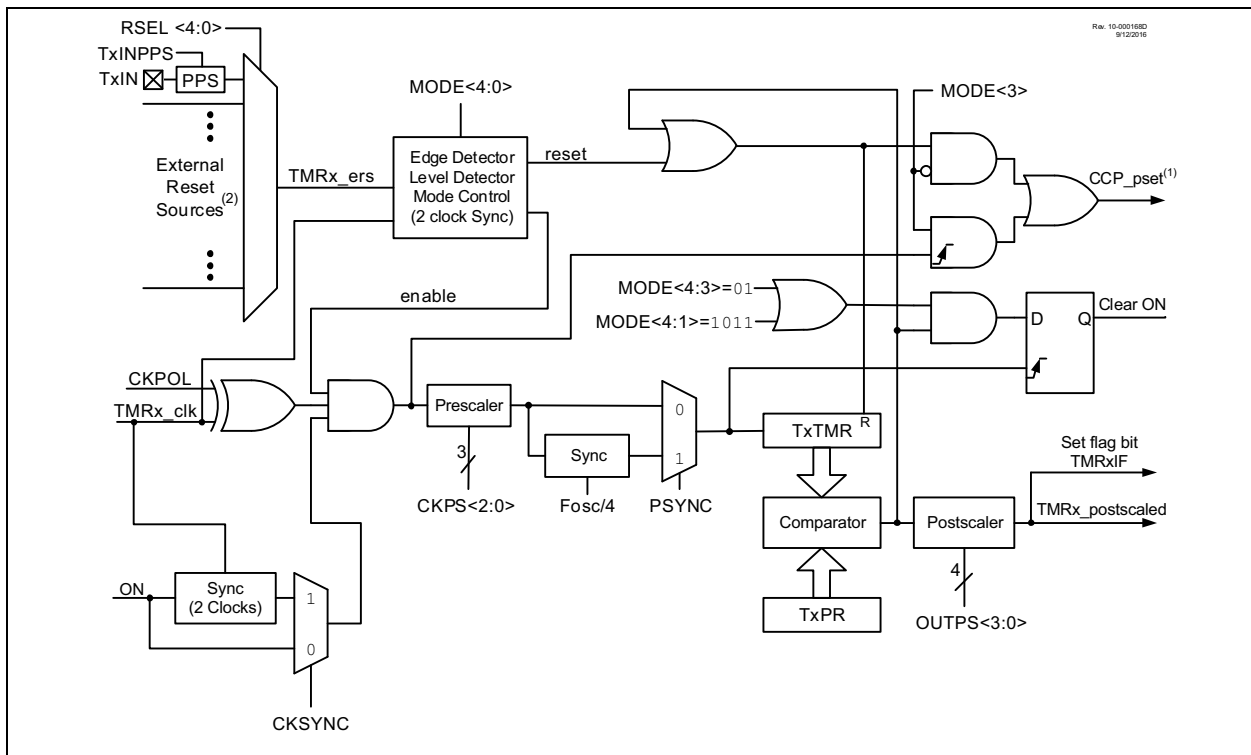 Rev. 10-000168D
9/12/2016
RSEL <4:0>
TxINPPS
TxIN
PPS
MODE<4:0>
MODE<3>
External
Reset
Sources(2)
TMRx_ers
Edge Detector
Level Detector
Mode Control
(2 clock Sync)
reset
CCP_pset(1)
enable
MODE<4:3>=01
MODE<4:1>=1011
D
Q
Clear ON
CKPOL
TMRx_clk
Prescaler
0
1
TxTMR
R
3
Sync
Set flag bit
TMRxIF
CKPS<2:0>
Fosc/4
PSYNC
Comparator
Postscaler
TMRx_postscaled
ON
Sync
(2 Clocks)
1
0
4
TxPR
OUTPS<3:0>
CKSYNC